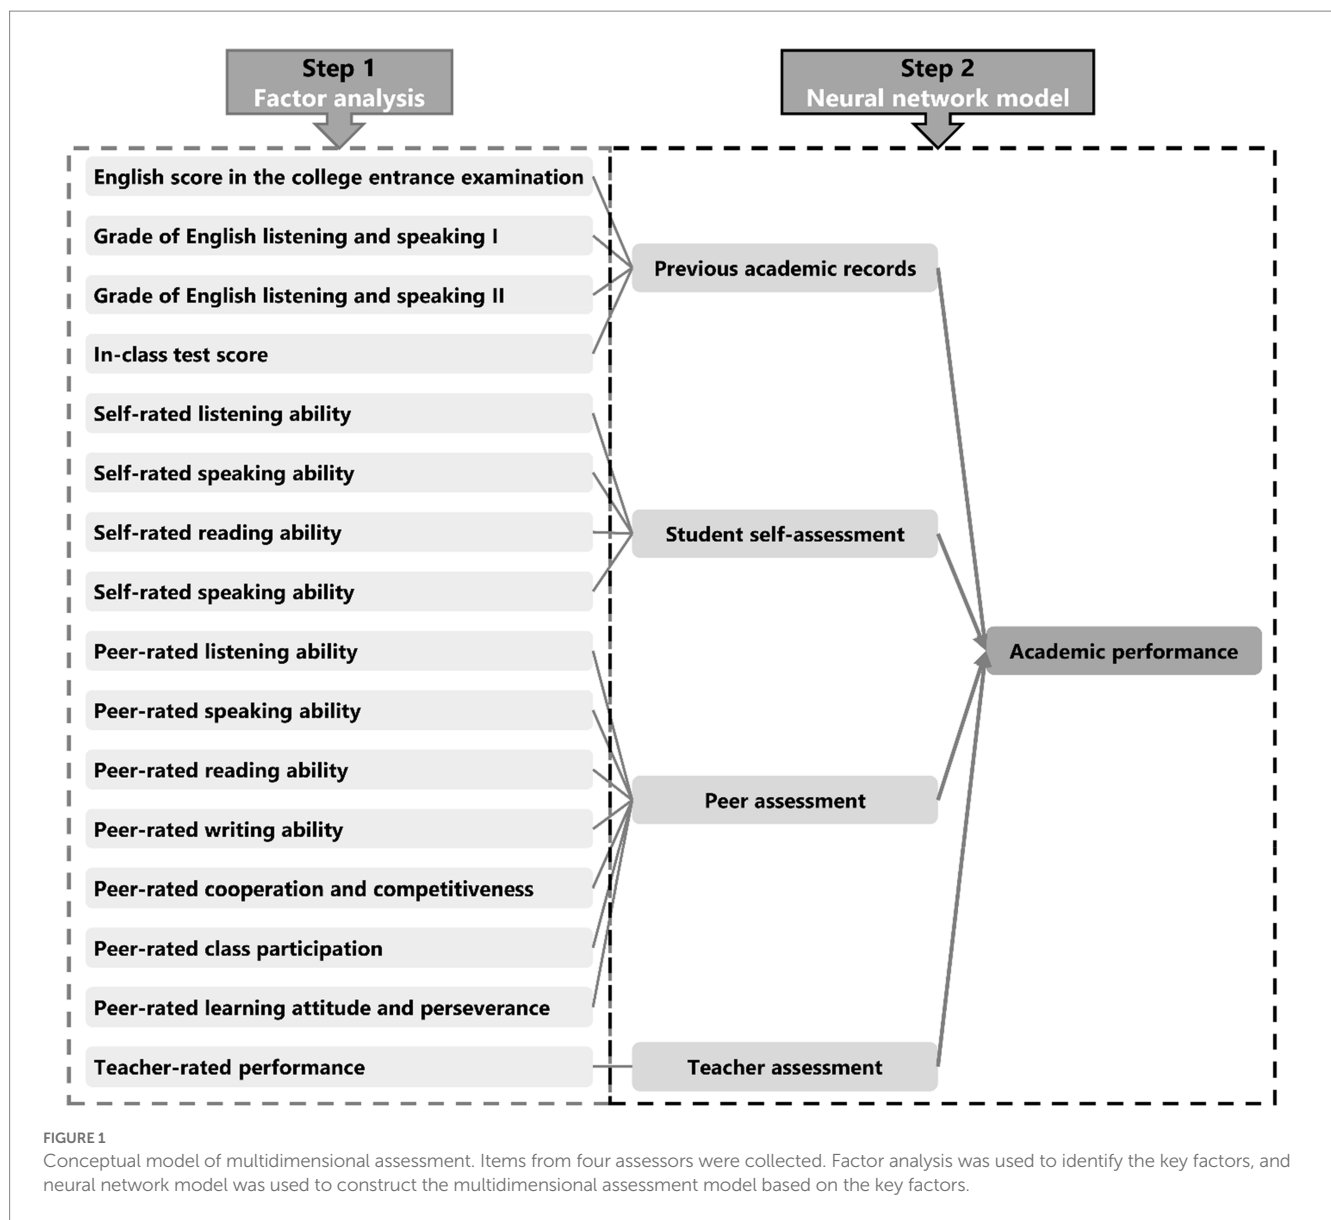 Step 1
Factor analysis
Step 2
Neural network model
English score in the college entrance examination
Grade of English listening and speaking I
Grade of English listening and speaking II
In-class test score
Self-rated listening ability
Self-rated speaking ability
Self-rated reading ability
Self-rated speaking ability
Peer-rated listening ability
Peer-rated speaking ability
Peer-rated reading ability
Peer-rated writing ability
Peer-rated cooperation and competitiveness
Peer-rated class participation
Peer-rated learning attitude and perseverance
Teacher-rated performance
Previous academic records
Student self-assessment
Peer assessment
Teacher assessment
Academic performance
FIGURE 1
Conceptual model of multidimensional assessment. Items from four assessors were collected. Factor analysis was used to identify the key factors, and
neural network model was used to construct the multidimensional assessment model based on the key factors.